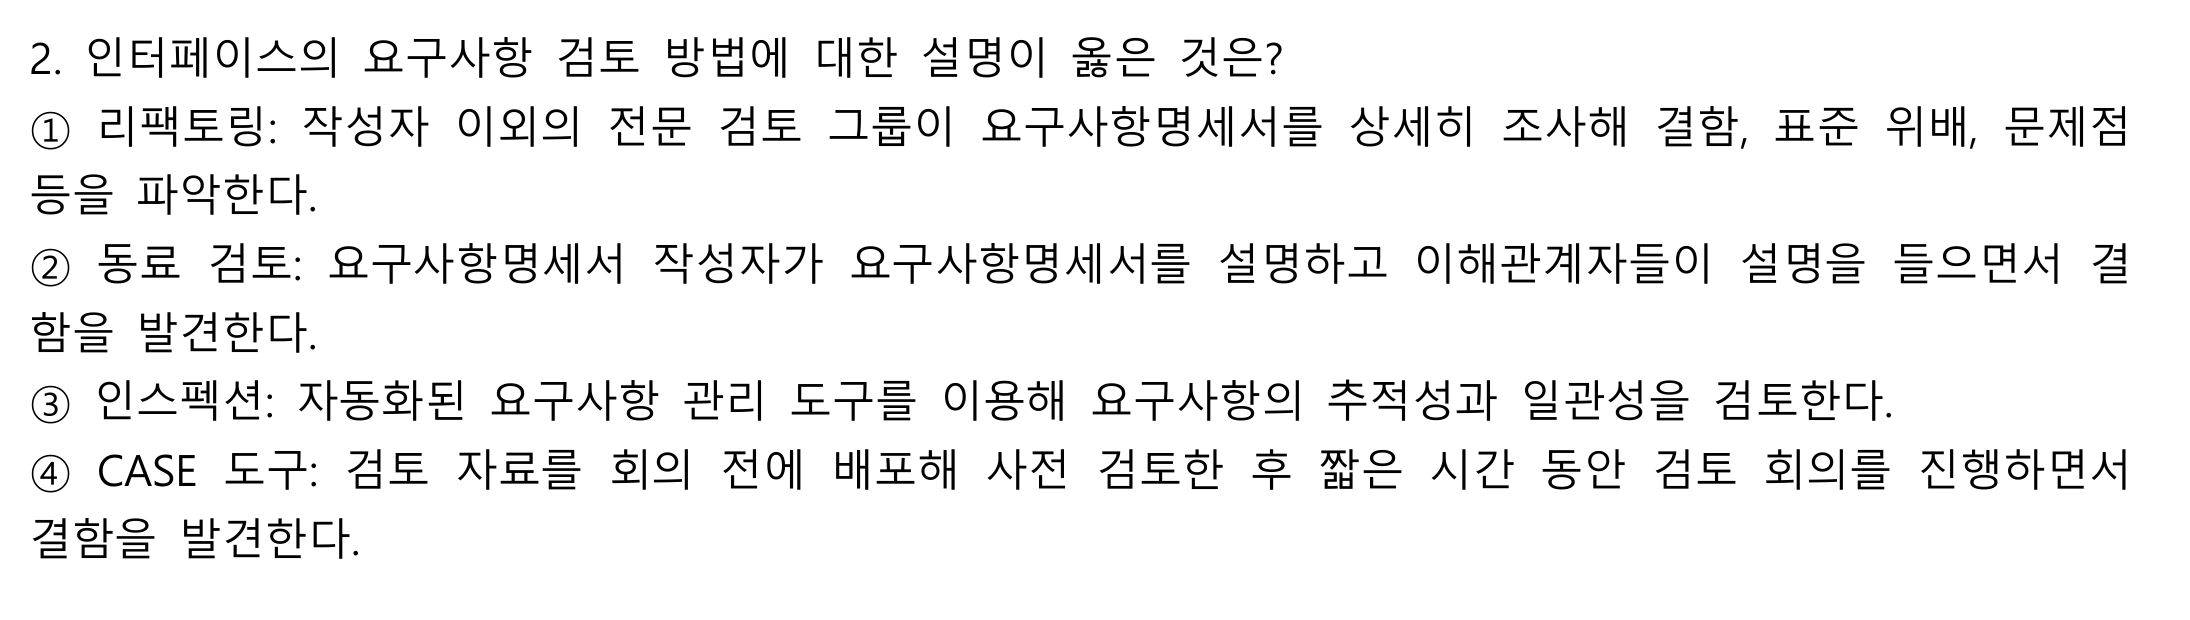 2. 인터페이스의 요구사항 검토 방법에 대한 설명이 옳은 것은?
① 리팩토링: 작성자 이외의 전문 검토 그룹이 요구사항명세서를 상세히 조사해 결함, 표준 위배, 문제점
등을 파악한다.
② 동료 검토: 요구사항명세서 작성자가 요구사항명세서를 설명하고 이해관계자들이 설명을 들으면서 결
함을 발견한다.
③ 인스펙션: 자동화된 요구사항 관리 도구를 이용해 요구사항의 추적성과 일관성을 검토한다.
④ CASE 도구: 검토 자료를 회의 전에 배포해 사전 검토한 후 짧은 시간 동안 검토 회의를 진행하면서
결함을 발견한다.